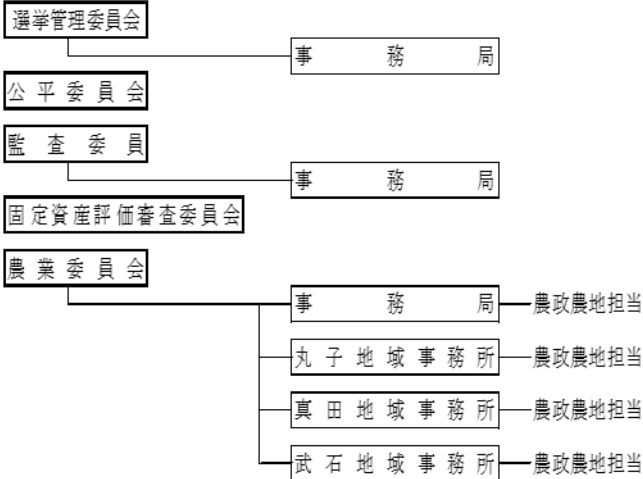 選挙管理委員会
事務局
公平委員会
監査委員
事務局
固定資産評価審査委員会
農業委員会
事務局 農政農地担当
丸子地域事務所 農政農地担当
真田地域事務所 農政農地担当
武石地域事務所 農政農地担当